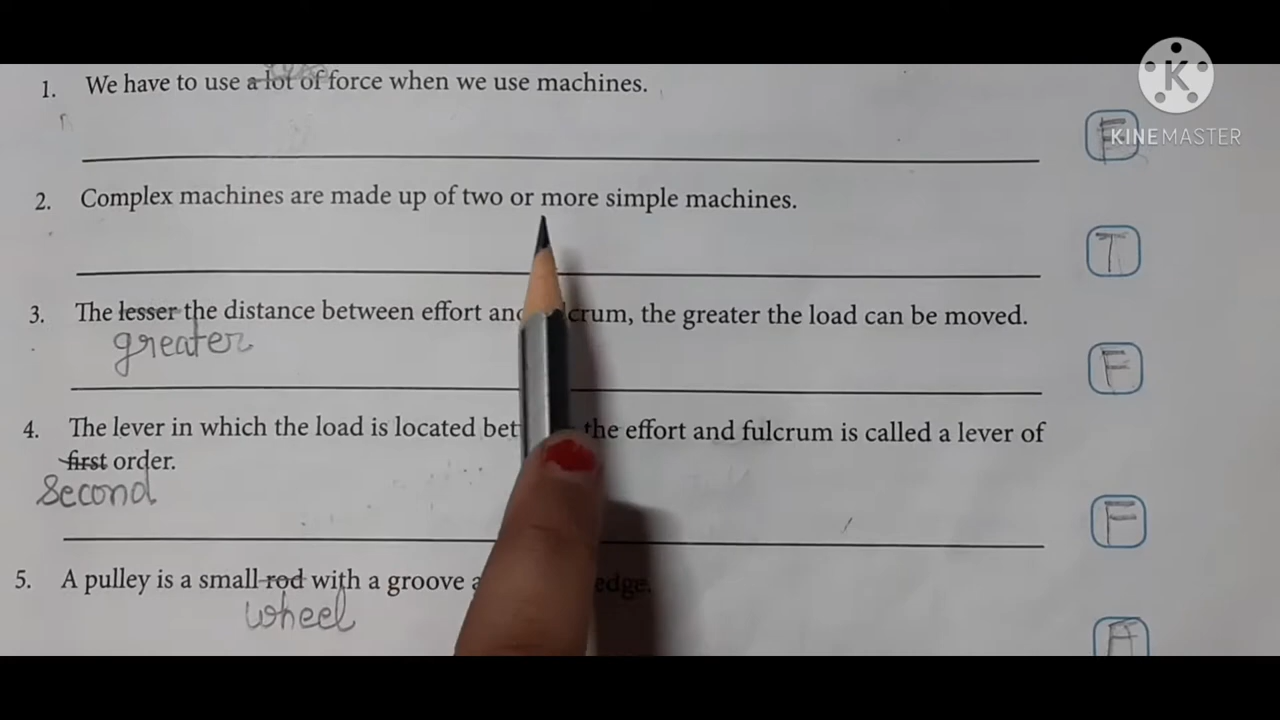 K
KINEMASTER
1. We have to use a lot of force when we use machines.
F
2. Complex machines are made up of two or more simple machines.
T
3. The lesser the distance between effort and fulcrum, the greater the load can be moved.
greater
F
4. The lever in which the load is located bet the effort and fulcrum is called a lever of
first order.
Second
F
5. A pulley is a small rod with a groove edge.
wheel